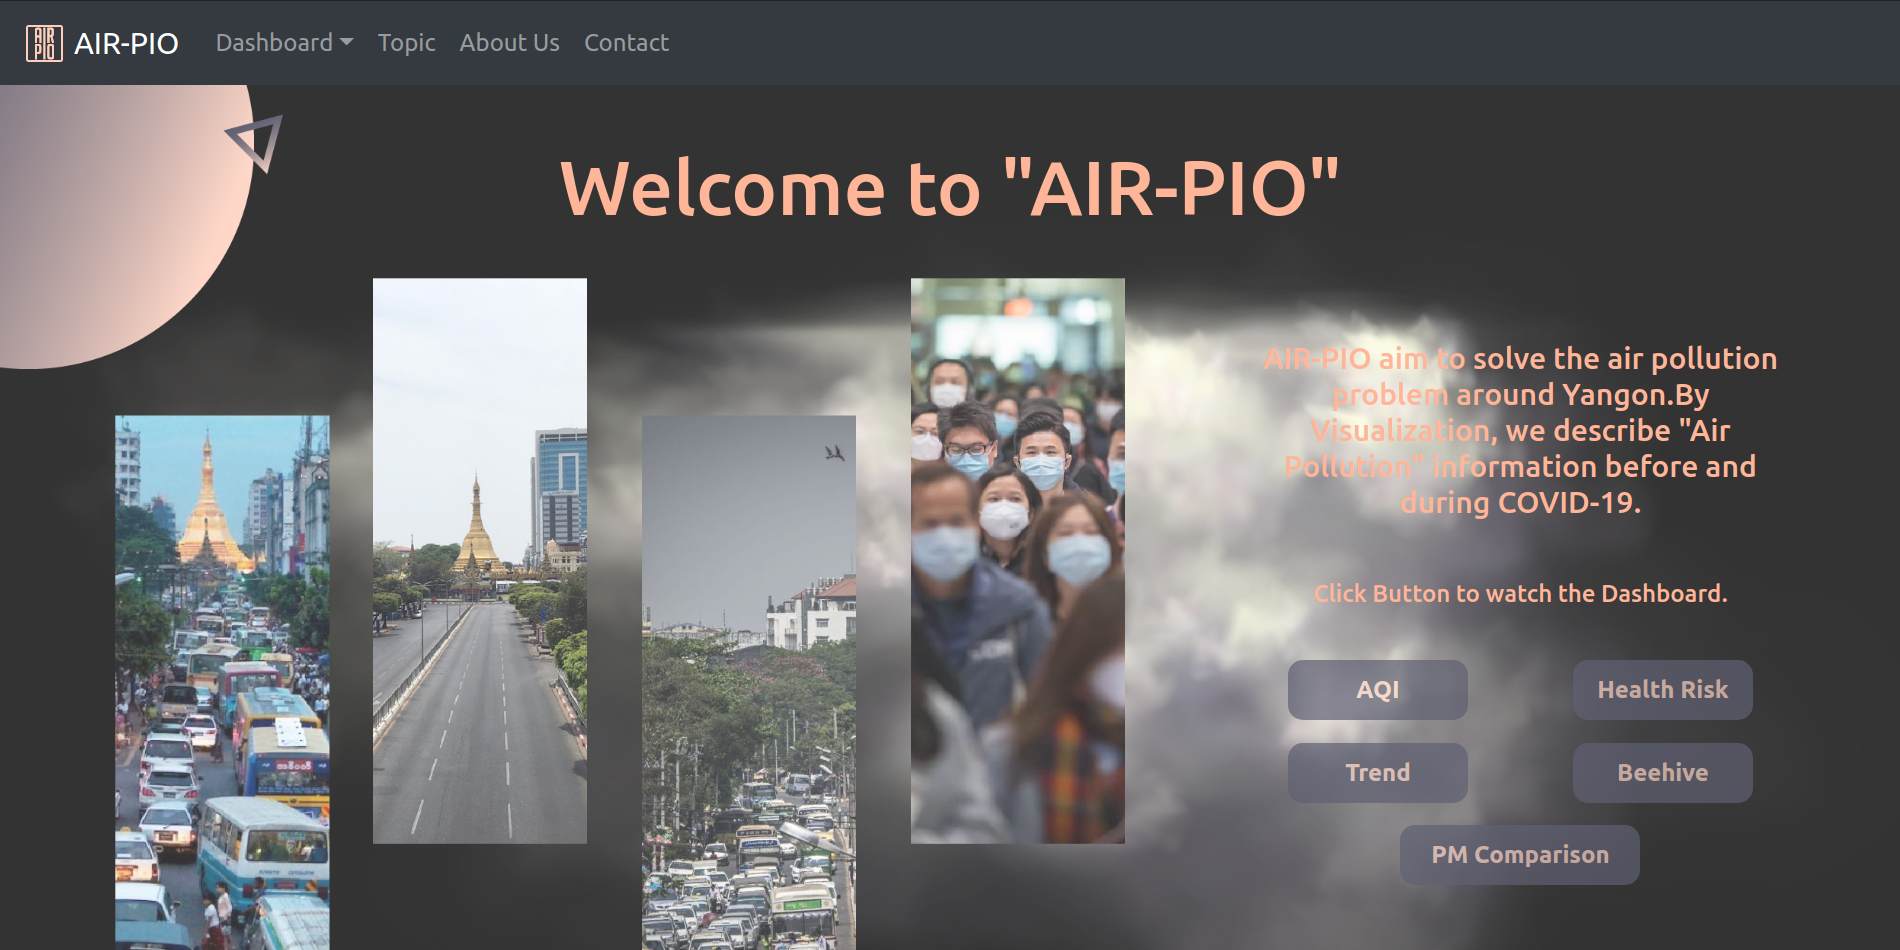 AIR
PIO
AIR-PIO
Dashboard
Topic
About Us
Contact
Welcome to "AIR-PIO"
AIR-PIO aim to solve the air pollution
problem around Yangon.By
Visualization, we describe "Air
Pollution" information before and
during COVID-19.
Click Button to watch the Dashboard.
AQI
Health Risk
Trend
Beehive
PM Comparison